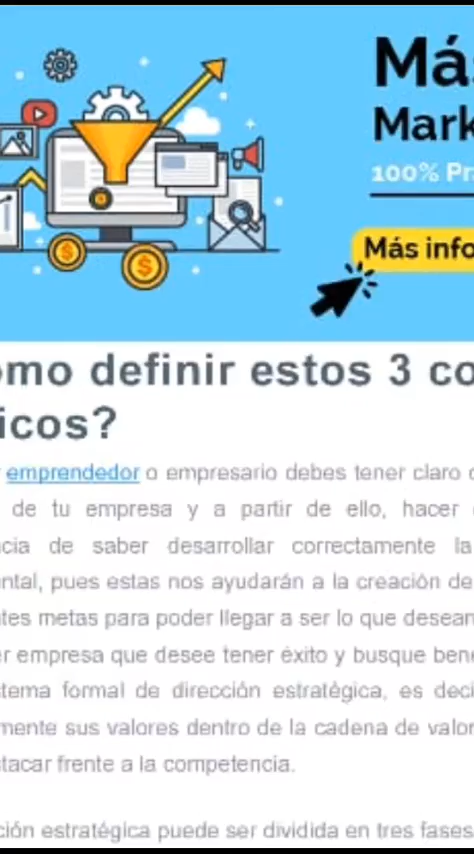 Más
Mark
100% Pr
Más info
omo definir estos 3 co
icos?
r emprendedor o empresario debes tener claro
de tu empresa y a partir de ello, hacer
cia de saber desarrollar correctamente la
ntal, pues estas nos ayudarán a la creación de
tes metas para poder llegar a ser lo que desean
er empresa que desee tener éxito y busque bene
tema formal de dirección estratégica, es deci
mente sus valores dentro de la cadena de valor
tacar frente a la competencia.
ción estratégica puede ser dividida en tres fases